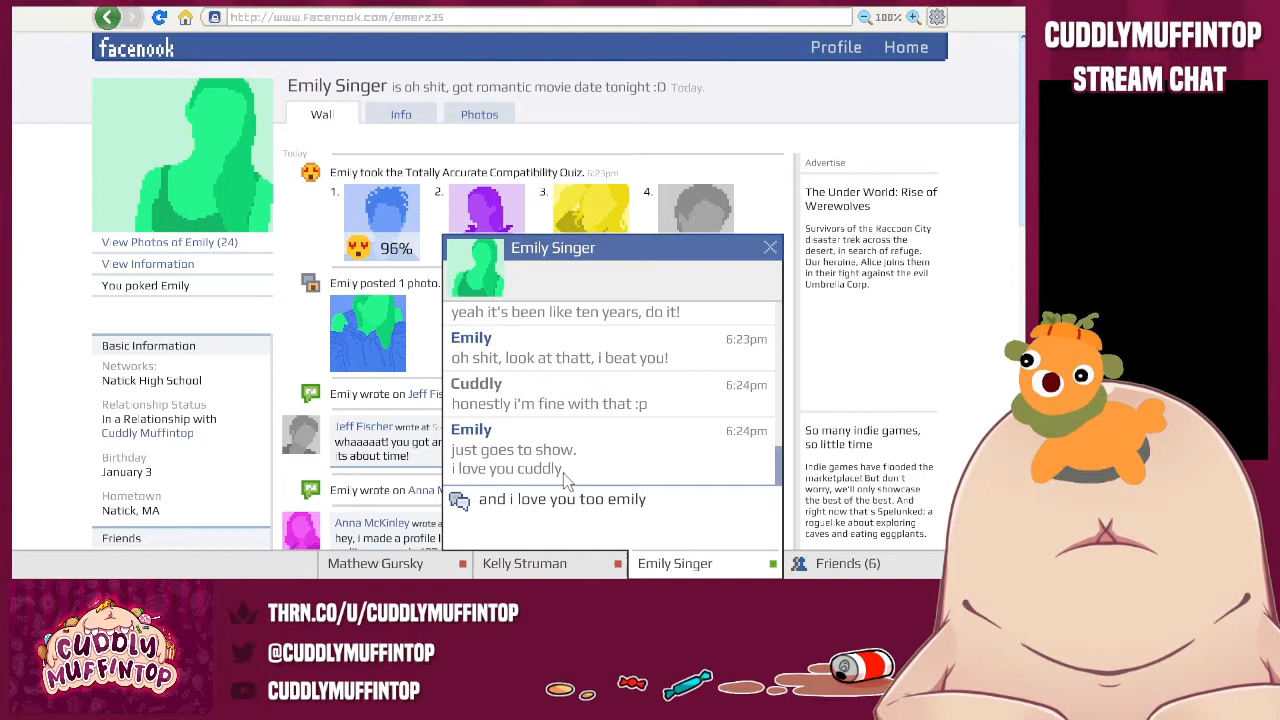 http://www.Facenook.com/emerz35
100%
CUDDLYMUFFINTOP
STREAM CHAT
facenook
Profile
Home
Emily Singer is oh shit, got romantic movie date tonight :D Today.
Wall
Info
Photos
Today
Emily took the Totally Accurate Compatibility Quiz. 6:23pm
1.
2.
3.
4.
96%
View Photos of Emily (24)
View Information
You poked Emily
Emily posted 1 photo.
Basic Information
Networks:
Natick High School
Relationship Status
In a Relationship with
Cuddly Muffintop
Birthday
January 3
Hometown
Natick, MA
Friends
Emily wrote on Jeff Fis
Jeff Fischer wrote at 5:
whaaaaat! you got ar
its about time!
Emily wrote on Anna M
Anna McKinley wrote a
hey, i made a profile l
Emily Singer
yeah it's been like ten years, do it!
Emily 6:23pm
oh shit, look at thatt, i beat you!
Cuddly 6:24pm
honestly i'm fine with that :p
Emily 6:24pm
just goes to show.
i love you cuddly
and i love you too emily
Advertise
The Under World: Rise of
Werewolves
Survivors of the Raccoon City
disaster trek across the
desert, in search of refuge.
Our heroine, Alice joins them
in their fight against the evil
Umbrella Corp.
So many indie games,
so little time
Indie games have flooded the
marketplace! But don't
worry, we'll only showcase
the best of the best. And
right now that's Spelunked: a
roguelike about exploring
caves and eating eggplants.
Mathew Gursky
Kelly Struman
Emily Singer
Friends (6)
CUDDLY
MUFFINTOP
THRN.CO/U/CUDDLYMUFFINTOP
@CUDDLYMUFFINTOP
CUDDLYMUFFINTOP